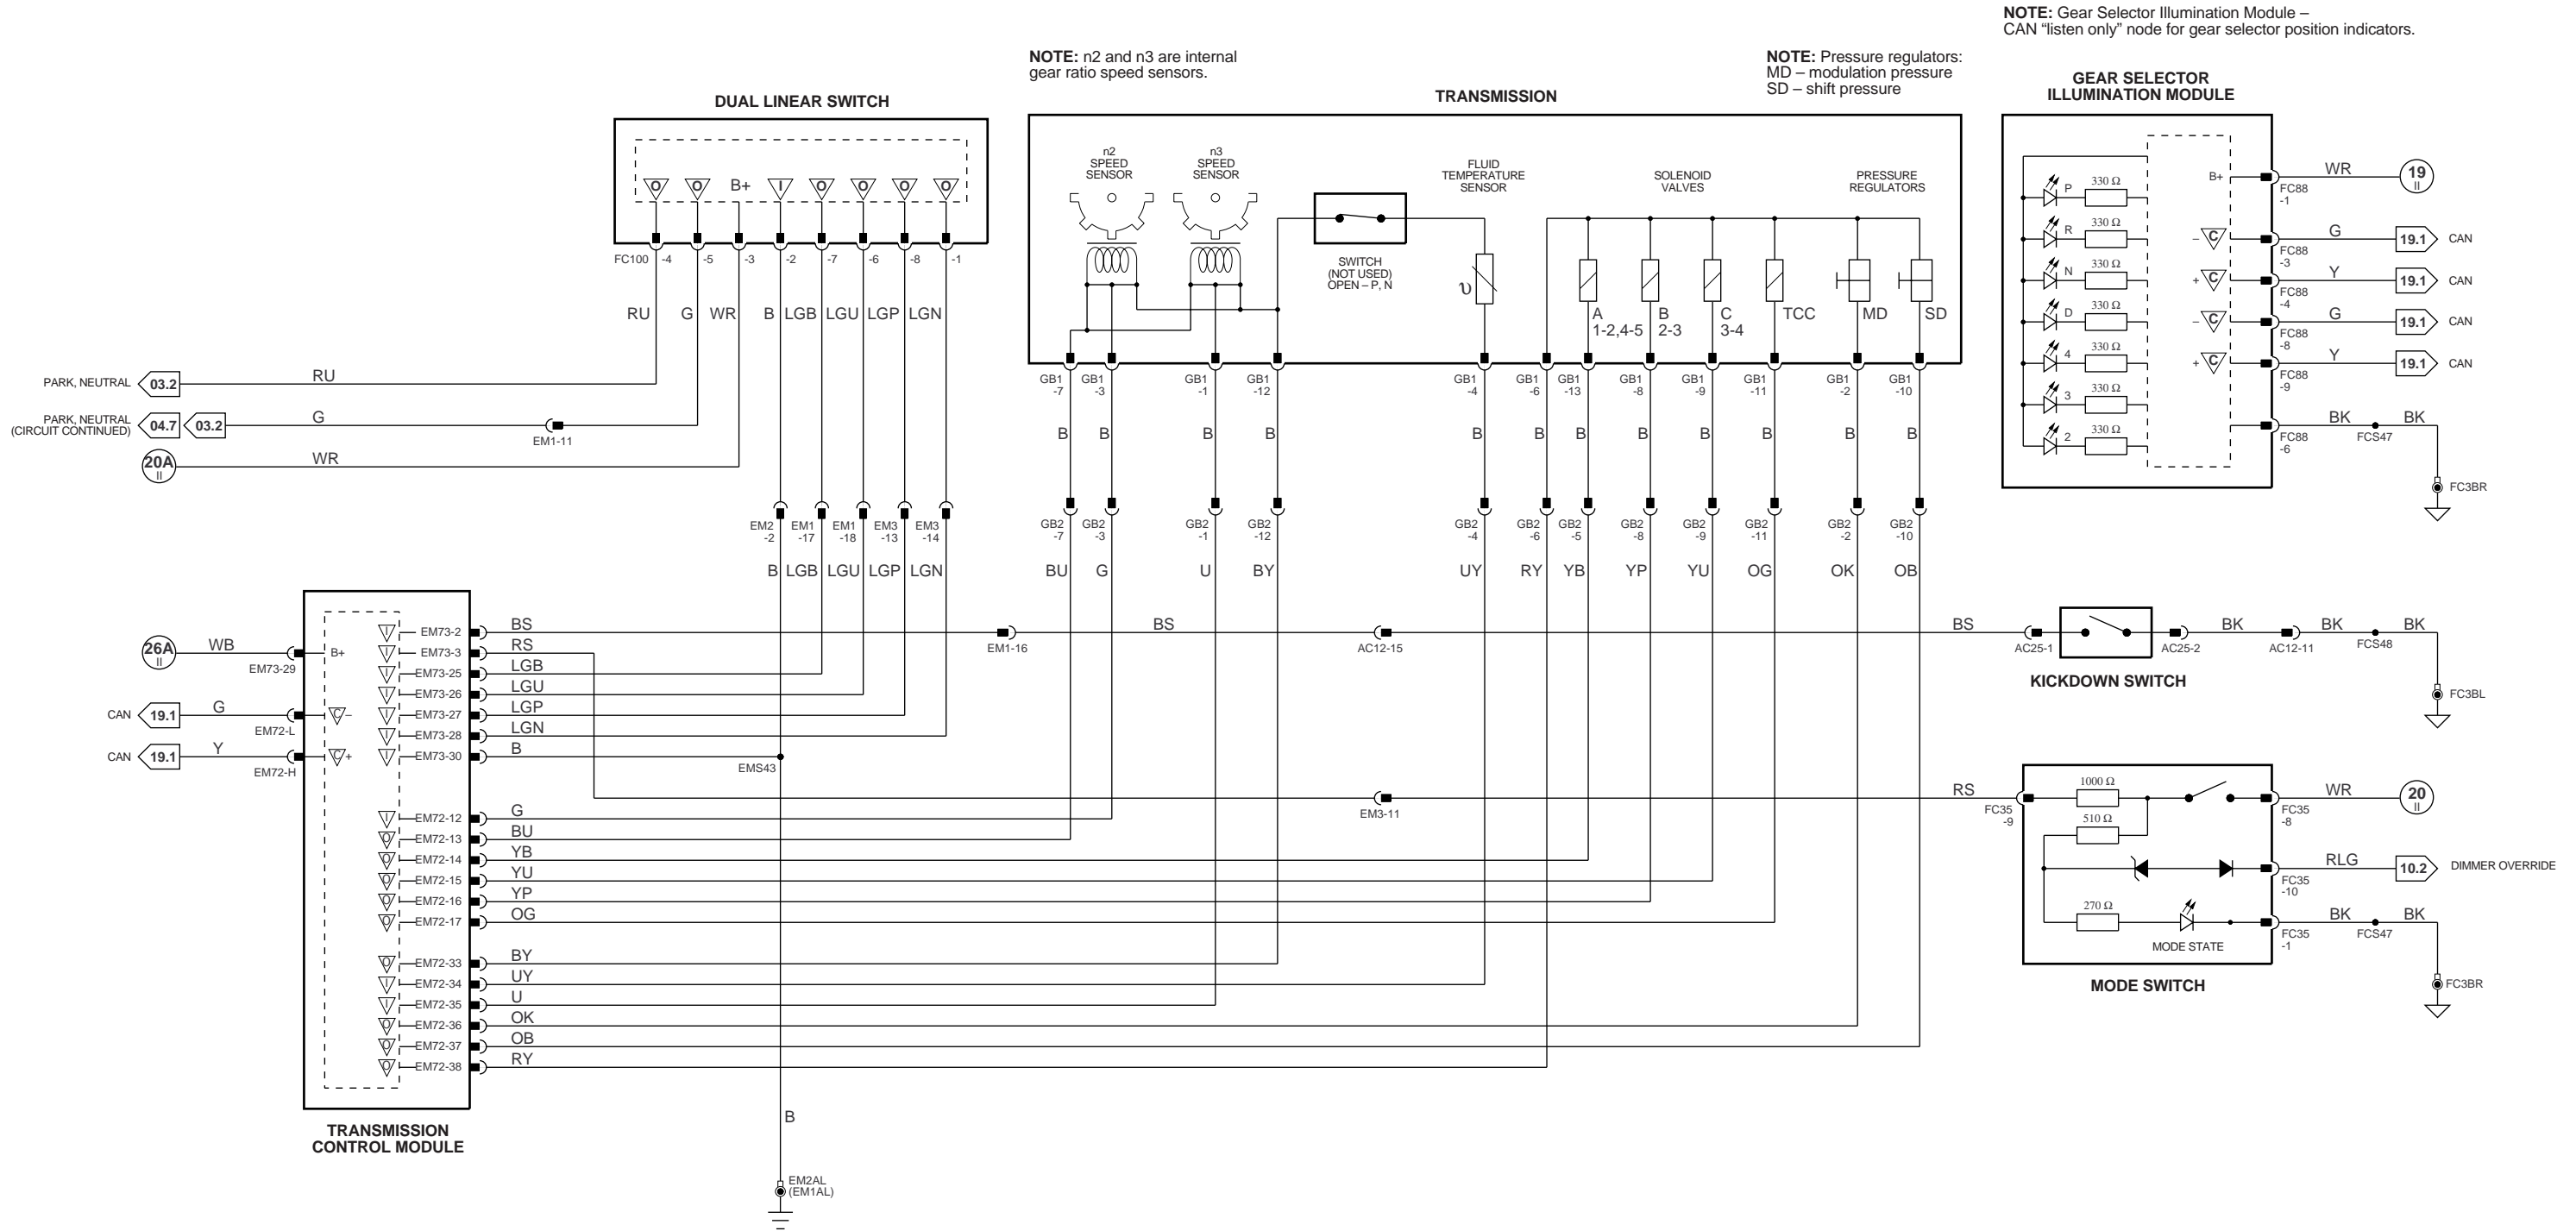 NOTE: Gear Selector Illumination Module –
CAN “listen only” node for gear selector position indicators.
NOTE: n2 and n3 are internal
gear ratio speed sensors.
NOTE: Pressure regulators:
MD – modulation pressure
SD – shift pressure
DUAL LINEAR SWITCH
O O B+ I O O O O
FC100 -4 -5 -3 -2 -7 -6 -8 -1
RU G WR B LGB LGU LGP LGN
PARK, NEUTRAL 03.2 RU
PARK, NEUTRAL
(CIRCUIT CONTINUED) 04.7 03.2 G
EM1-11
20A
II
WR
EM2 EM1 EM1 EM3 EM3
-2 -17 -18 -13 -14
B LGB LGU LGP LGN
TRANSMISSION
n2
SPEED
SENSOR
n3
SPEED
SENSOR
SWITCH
(NOT USED)
OPEN – P, N
FLUID
TEMPERATURE
SENSOR
υ
SOLENOID
VALVES
PRESSURE
REGULATORS
A
1-2,4-5
B
2-3
C
3-4
TCC
MD
SD
GB1 GB1 GB1 GB1 GB1 GB1 GB1 GB1 GB1 GB1 GB1 GB1
-7 -3 -1 -12 -4 -6 -13 -8 -9 -11 -2 -10
B B B B B B B B B B B B
GB2 GB2 GB2 GB2 GB2 GB2 GB2 GB2 GB2 GB2 GB2 GB2
-7 -3 -1 -12 -4 -6 -5 -8 -9 -11 -2 -10
BU G U BY UY RY YB YP YU OG OK OB
GEAR SELECTOR
ILLUMINATION MODULE
P 330 Ω
R 330 Ω
N 330 Ω
D 330 Ω
4 330 Ω
3 330 Ω
2 330 Ω
B+ FC88
-1
WR 19
II
– C FC88
-3
G 19.1 CAN
+ C FC88
-4
Y 19.1 CAN
– C FC88
-8
G 19.1 CAN
+ C FC88
-9
Y 19.1 CAN
FC88
-6
BK FCS47 BK
FC3BR
26A
II
WB
EM73-29
B+
CAN 19.1 G
EM72-L
C –
CAN 19.1 Y
EM72-H
C +
I EM73-2 BS
I EM73-3 RS
I EM73-25 LGB
I EM73-26 LGU
I EM73-27 LGP
I EM73-28 LGN
I EM73-30 B
EMS43
I EM72-12 G
O EM72-13 BU
O EM72-14 YB
O EM72-15 YU
O EM72-16 YP
O EM72-17 OG
O EM72-33 BY
I EM72-34 UY
I EM72-35 U
O EM72-36 OK
O EM72-37 OB
O EM72-38 RY
TRANSMISSION
CONTROL MODULE
B
EM2AL
(EM1AL)
EM1-16 BS AC12-15 BS AC25-1 AC25-2 BK AC12-11 BK FCS48 BK
KICKDOWN SWITCH
FC3BL
EM3-11 RS FC35
-9
1000 Ω
510 Ω
270 Ω
MODE STATE
FC35
-8
WR 20
II
FC35
-10
RLG 10.2 DIMMER OVERRIDE
FC35
-1
BK FCS47 BK
FC3BR
MODE SWITCH